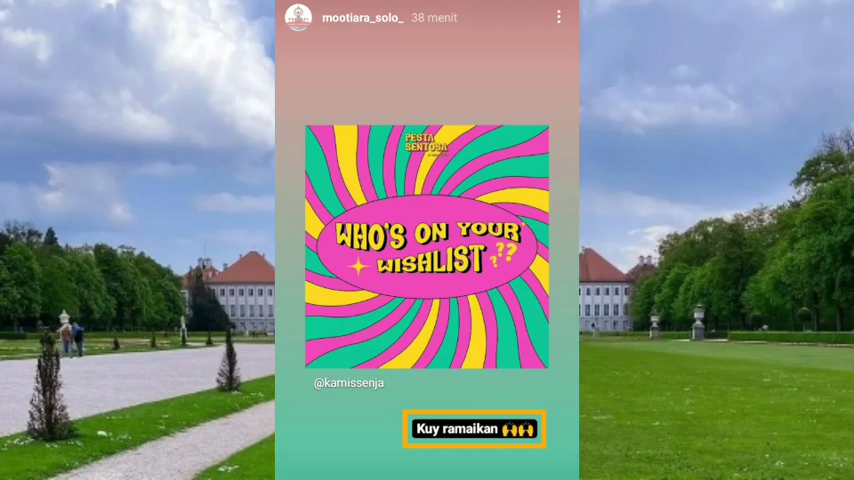 mootiara_solo_ 38 menit
PESTA
SENTOSA
WHO'S ON YOUR
WISHLIST ???
@kamissenja
Kuy ramaikan 🙌🙌